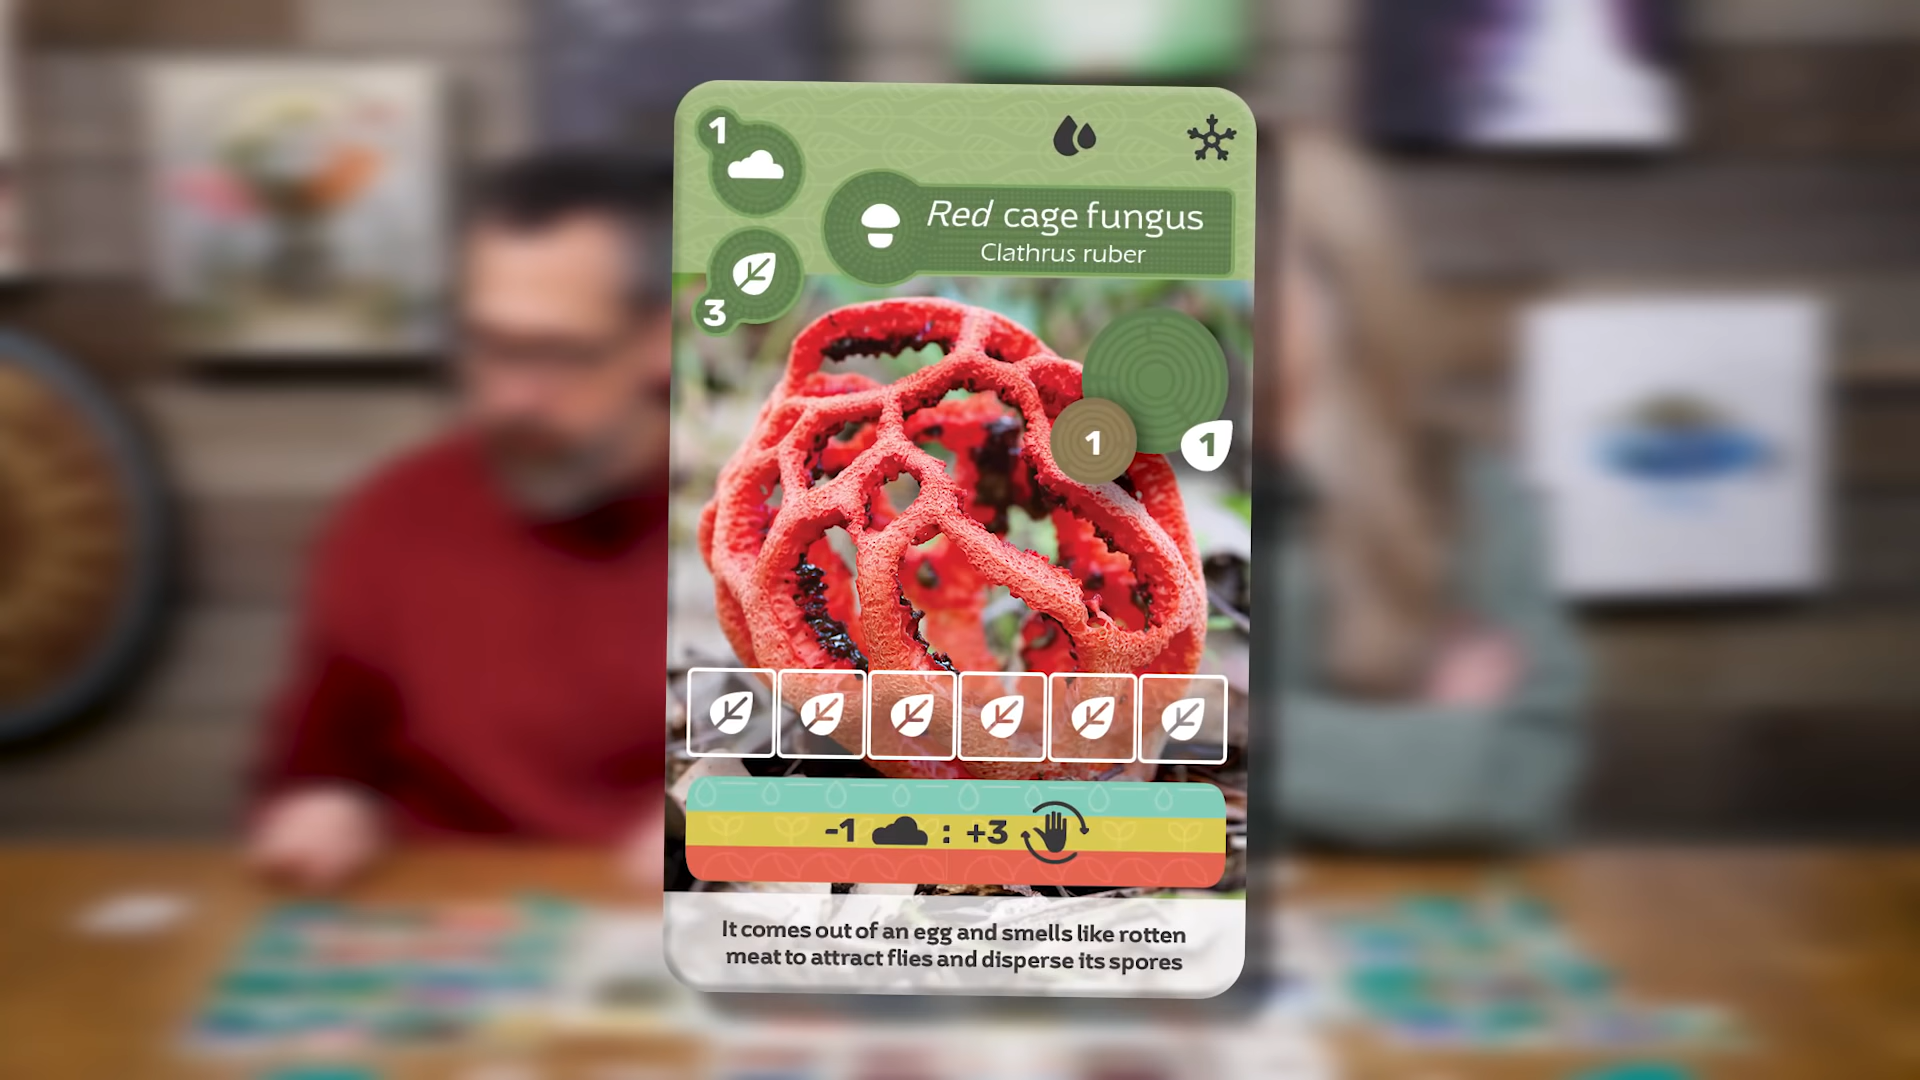 1
Red cage fungus
Clathrus ruber
3
1
1
-1 : +3
It comes out of an egg and smells like rotten
meat to attract flies and disperse its spores